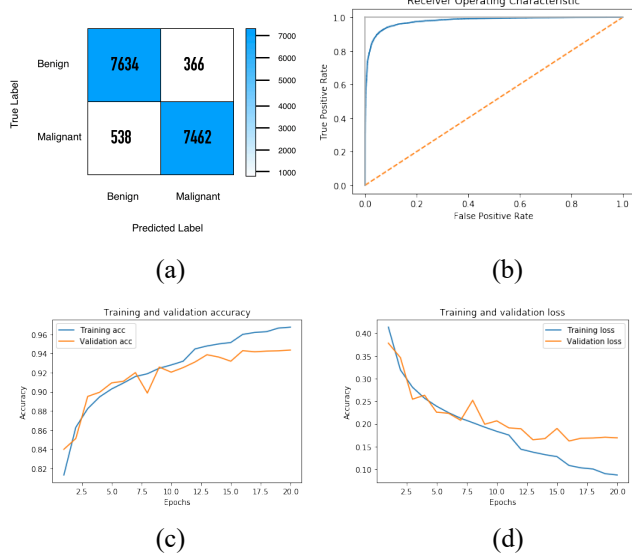 True Label
Benign
Malignant
7634
366
538
7462
Benign
Malignant
Predicted Label
7000
6000
5000
4000
3000
2000
1000
(a)
Receiver Operating Characteristic
True Positive Rate
1.0
0.8
0.6
0.4
0.2
0.0
0.0 0.2 0.4 0.6 0.8 1.0
False Positive Rate
(b)
Training and validation accuracy
Training acc
Validation acc
Accuracy
0.96
0.94
0.92
0.90
0.88
0.86
0.84
0.82
2.5 5.0 7.5 10.0 12.5 15.0 17.5 20.0
Epochs
(c)
Training and validation loss
Training loss
Validation loss
Accuracy
0.40
0.35
0.30
0.25
0.20
0.15
0.10
2.5 5.0 7.5 10.0 12.5 15.0 17.5 20.0
Epochs
(d)